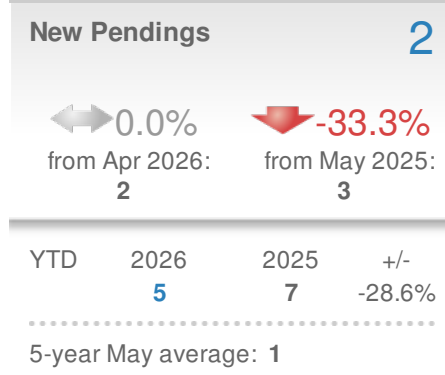 New Pendings 2
0.0% -33.3%
from Apr 2026: from May 2025:
2 3
YTD 2026 2025 +/-
5 7 -28.6%
5-year May average: 1